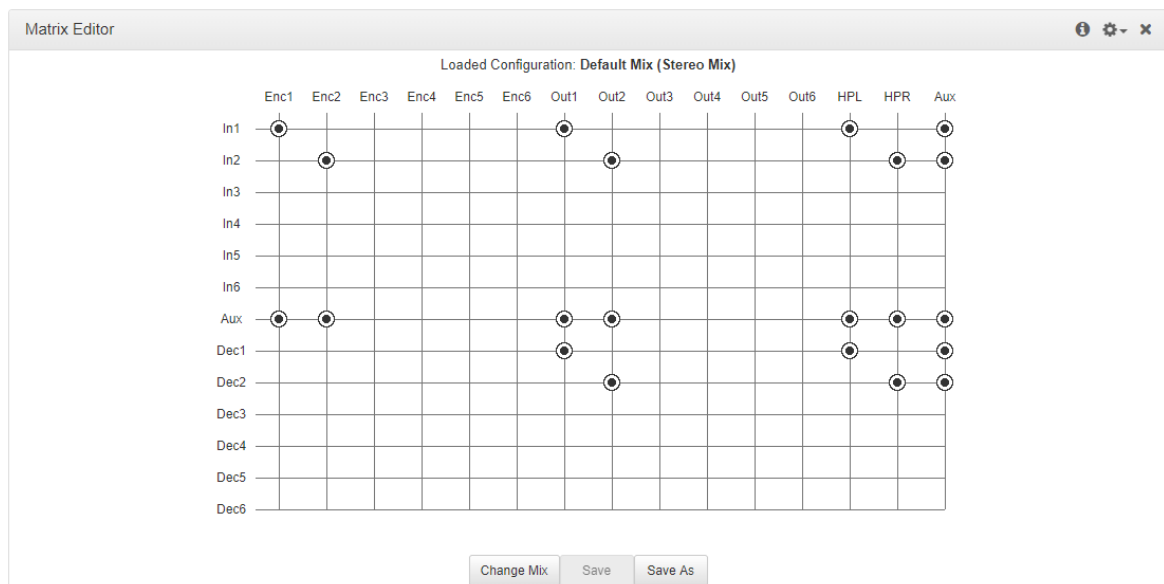 Matrix Editor
Loaded Configuration: Default Mix (Stereo Mix)
Enc1 Enc2 Enc3 Enc4 Enc5 Enc6 Out1 Out2 Out3 Out4 Out5 Out6 HPL HPR Aux
In1
In2
In3
In4
In5
In6
Aux
Dec1
Dec2
Dec3
Dec4
Dec5
Dec6
Change Mix Save Save As